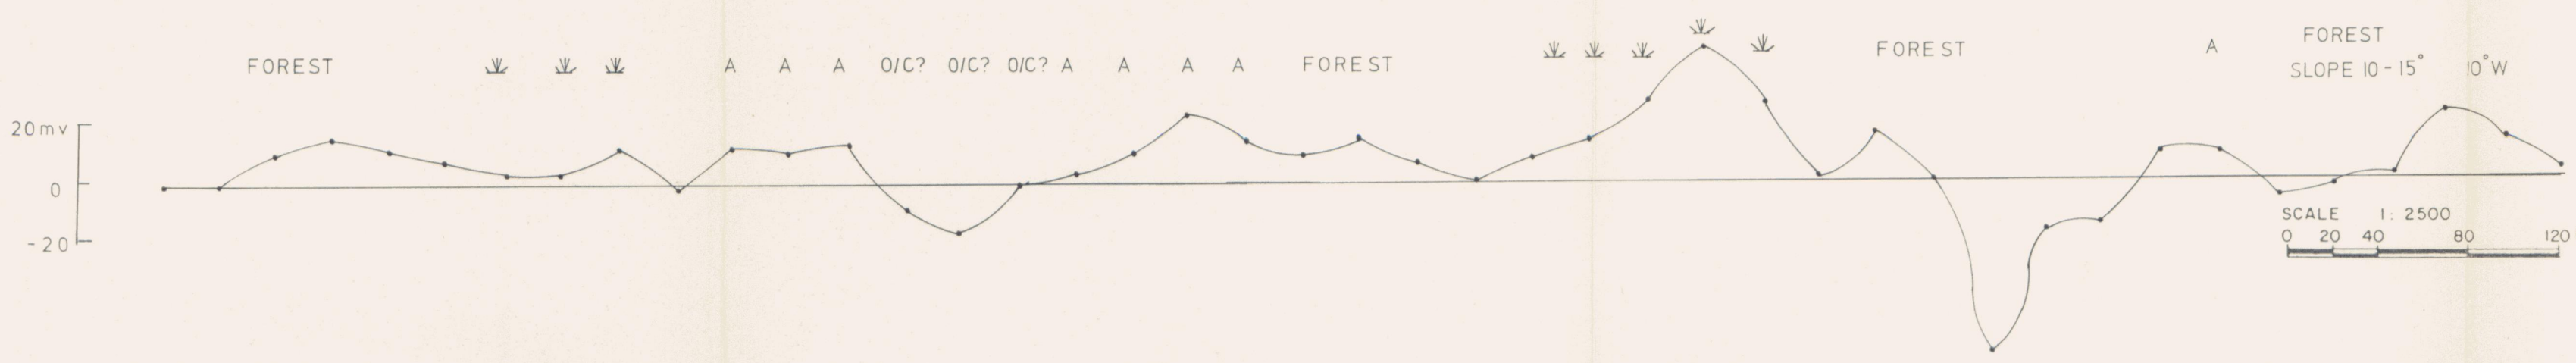 FOREST
SLOPE 10-15° 10°W
FOREST A A A O/C? O/C? O/C? A A A A FOREST FOREST A
20mv
0
-20
SCALE 1: 2500
0 20 40 80 120